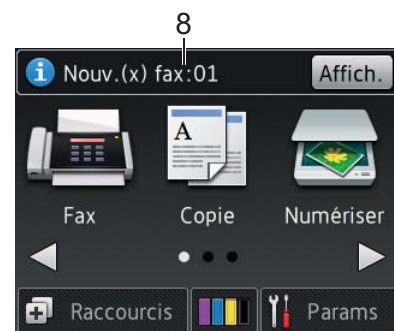 8
Nouv.(x) fax:01 Affich.
A
Fax Copie Numériser
Raccourcis Params